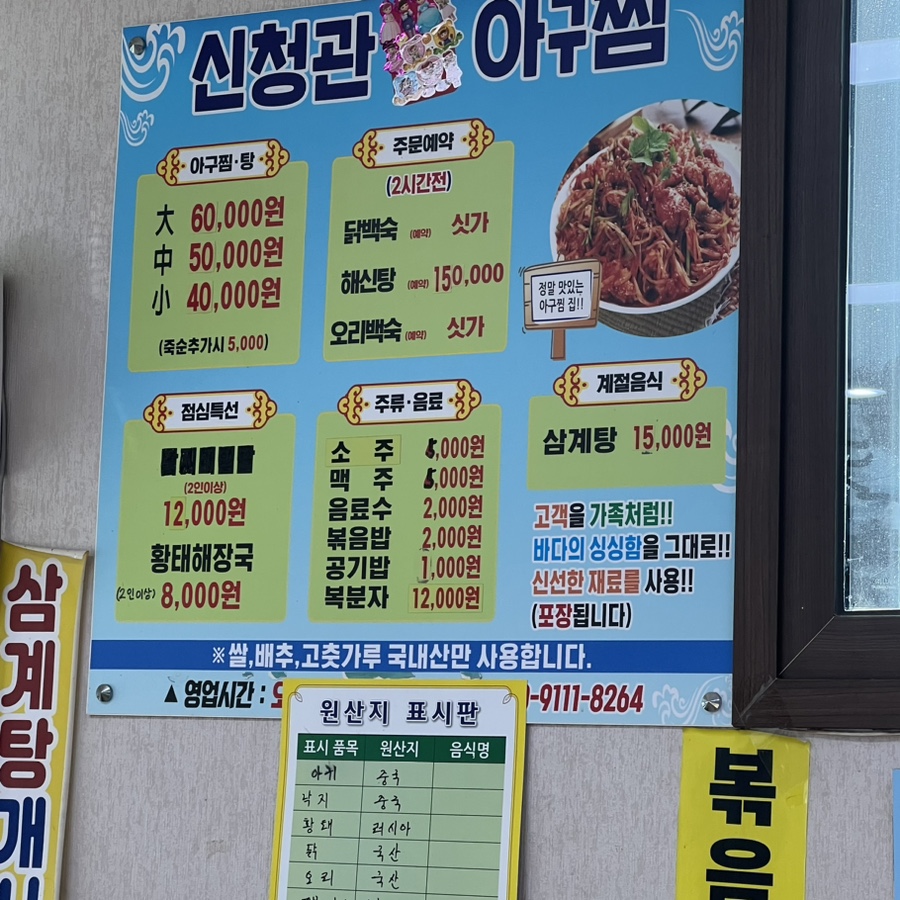 신청관 아구찜
아구찜·탕
大 60,000원
中 50,000원
小 40,000원
(죽순추가시 5,000)
주문예약
(2시간전)
닭백숙 (예약) 싯가
해신탕 (예약) 150,000
오리백숙 (예약) 싯가
정말 맛있는
아구찜 집!!
점심특선
(2인이상)
12,000원
황태해장국
(2인이상) 8,000원
주류·음료
소 주 5,000원
맥 주 5,000원
음료수 2,000원
볶음밥 2,000원
공기밥 1,000원
복분자 12,000원
계절음식
삼계탕 15,000원
고객을 가족처럼!!
바다의 싱싱함을 그대로!!
신선한 재료를 사용!!
(포장됩니다)
※쌀,배추,고춧가루 국내산만 사용합니다.
▲영업시간 :
-9111-8264
원산지 표시판
표시 품목 원산지 음식명
아귀 중국
낙지 중국
황태 러시아
닭 국산
오리 국산
삼계탕
볶음